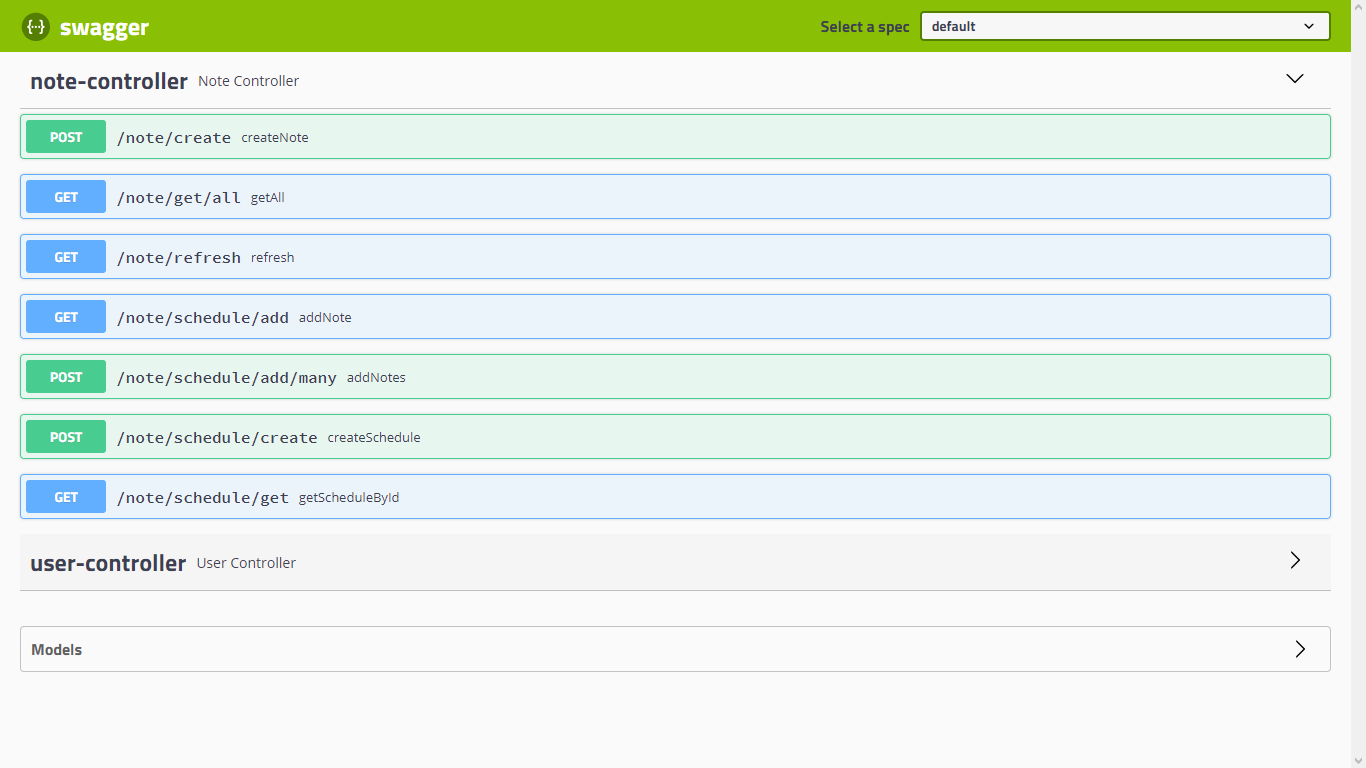 {··} swagger Select a spec default
note-controller Note Controller
POST /note/create createNote
GET /note/get/all getAll
GET /note/refresh refresh
GET /note/schedule/add addNote
POST /note/schedule/add/many addNotes
POST /note/schedule/create createSchedule
GET /note/schedule/get getScheduleById
user-controller User Controller
Models